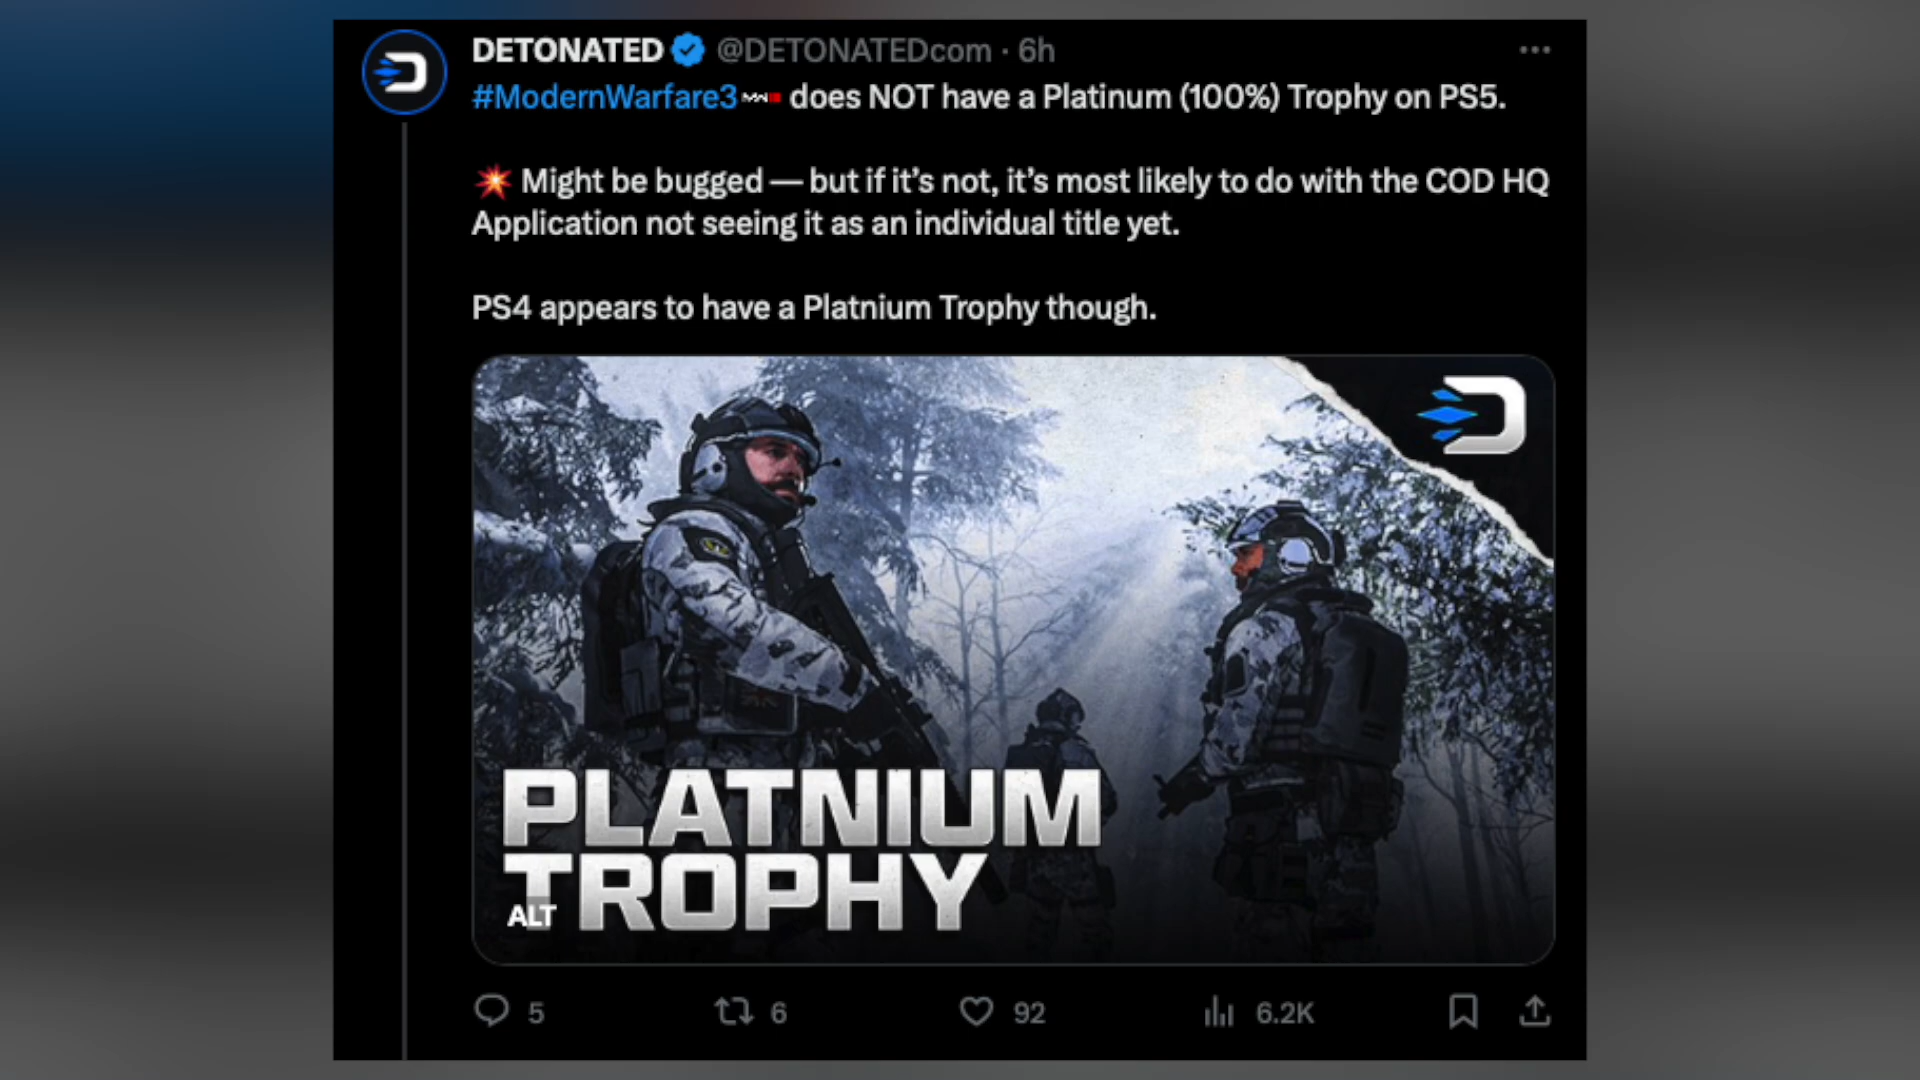 DETONATED @DETONATEDcom · 6h
#ModernWarfare3 does NOT have a Platinum (100%) Trophy on PS5.
💥 Might be bugged — but if it’s not, it’s most likely to do with the COD HQ
Application not seeing it as an individual title yet.
PS4 appears to have a Platnium Trophy though.
PLATNIUM
TROPHY
ALT
5 6 92 6.2K